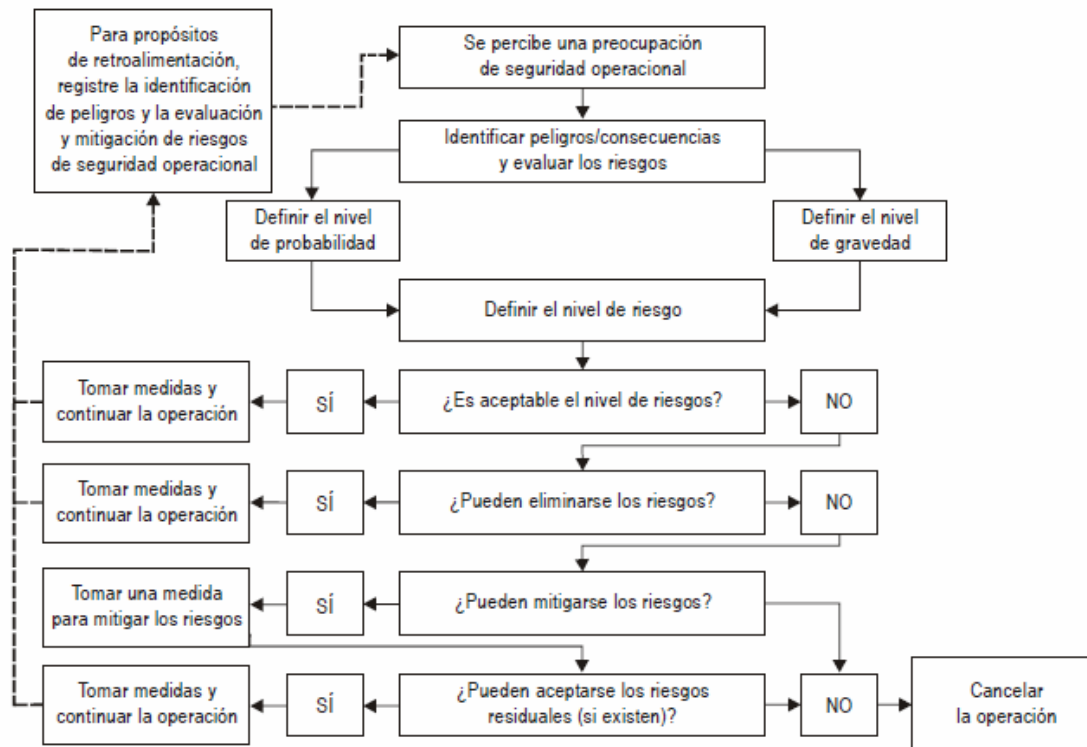 Para propósitos
de retroalimentación,
registre la identificación
de peligros y la evaluación
y mitigación de riesgos
de seguridad operacional
Se percibe una preocupación
de seguridad operacional
Identificar peligros/consecuencias
y evaluar los riesgos
Definir el nivel
de probabilidad
Definir el nivel
de gravedad
Definir el nivel de riesgo
Tomar medidas y
continuar la operación
SÍ
¿Es aceptable el nivel de riesgos?
NO
Tomar medidas y
continuar la operación
SÍ
¿Pueden eliminarse los riesgos?
NO
Tomar una medida
para mitigar los riesgos
SÍ
¿Pueden mitigarse los riesgos?
Tomar medidas y
continuar la operación
SÍ
¿Pueden aceptarse los riesgos
residuales (si existen)?
NO
Cancelar
la operación